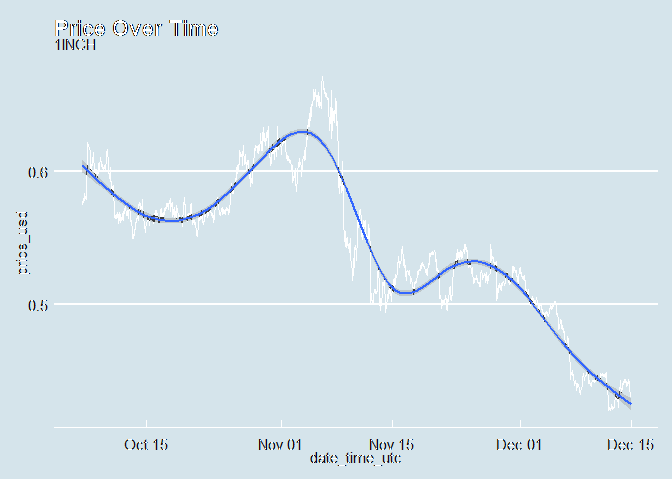 Price Over Time
1INCH
0.6
price_usd
0.5
Oct 15
Nov 01
Nov 15
Dec 01
Dec 15
date_time_utc